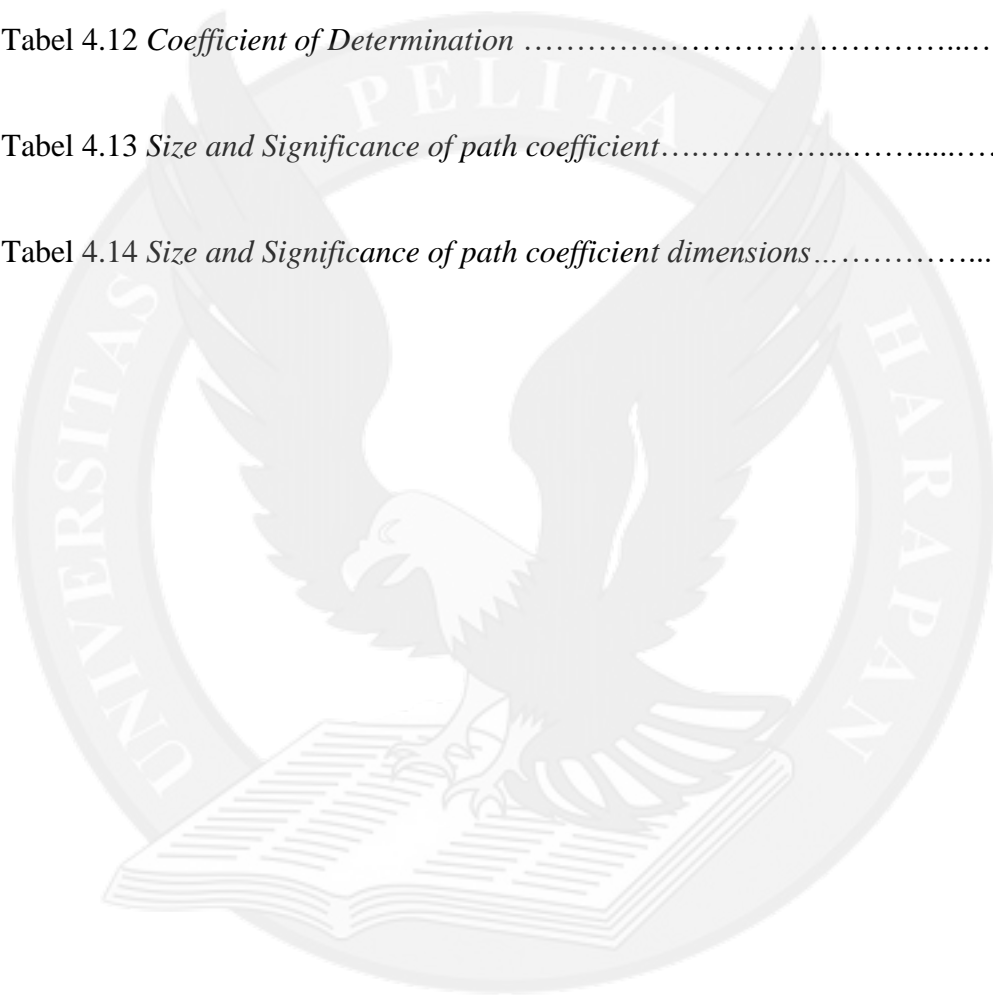 Tabel 4.12 Coefficient of Determination ………….………………………...…
Tabel 4.13 Size and Significance of path coefficient….…………...…….....….
Tabel 4.14 Size and Significance of path coefficient dimensions……………...
UNIVERSITAS PELITA HARAPAN